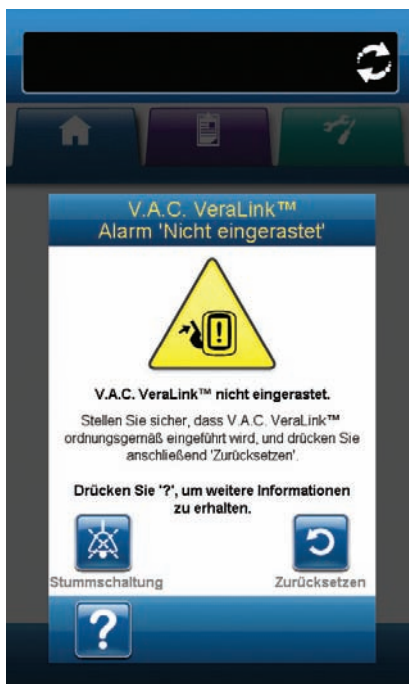 V.A.C. VeraLink™
Alarm 'Nicht eingerastet'
V.A.C. VeraLink™ nicht eingerastet.
Stellen Sie sicher, dass V.A.C. VeraLink™
ordnungsgemäß eingeführt wird, und drücken Sie
anschließend 'Zurücksetzen'.
Drücken Sie '?', um weitere Informationen
zu erhalten.
Stummschaltung
Zurücksetzen
?